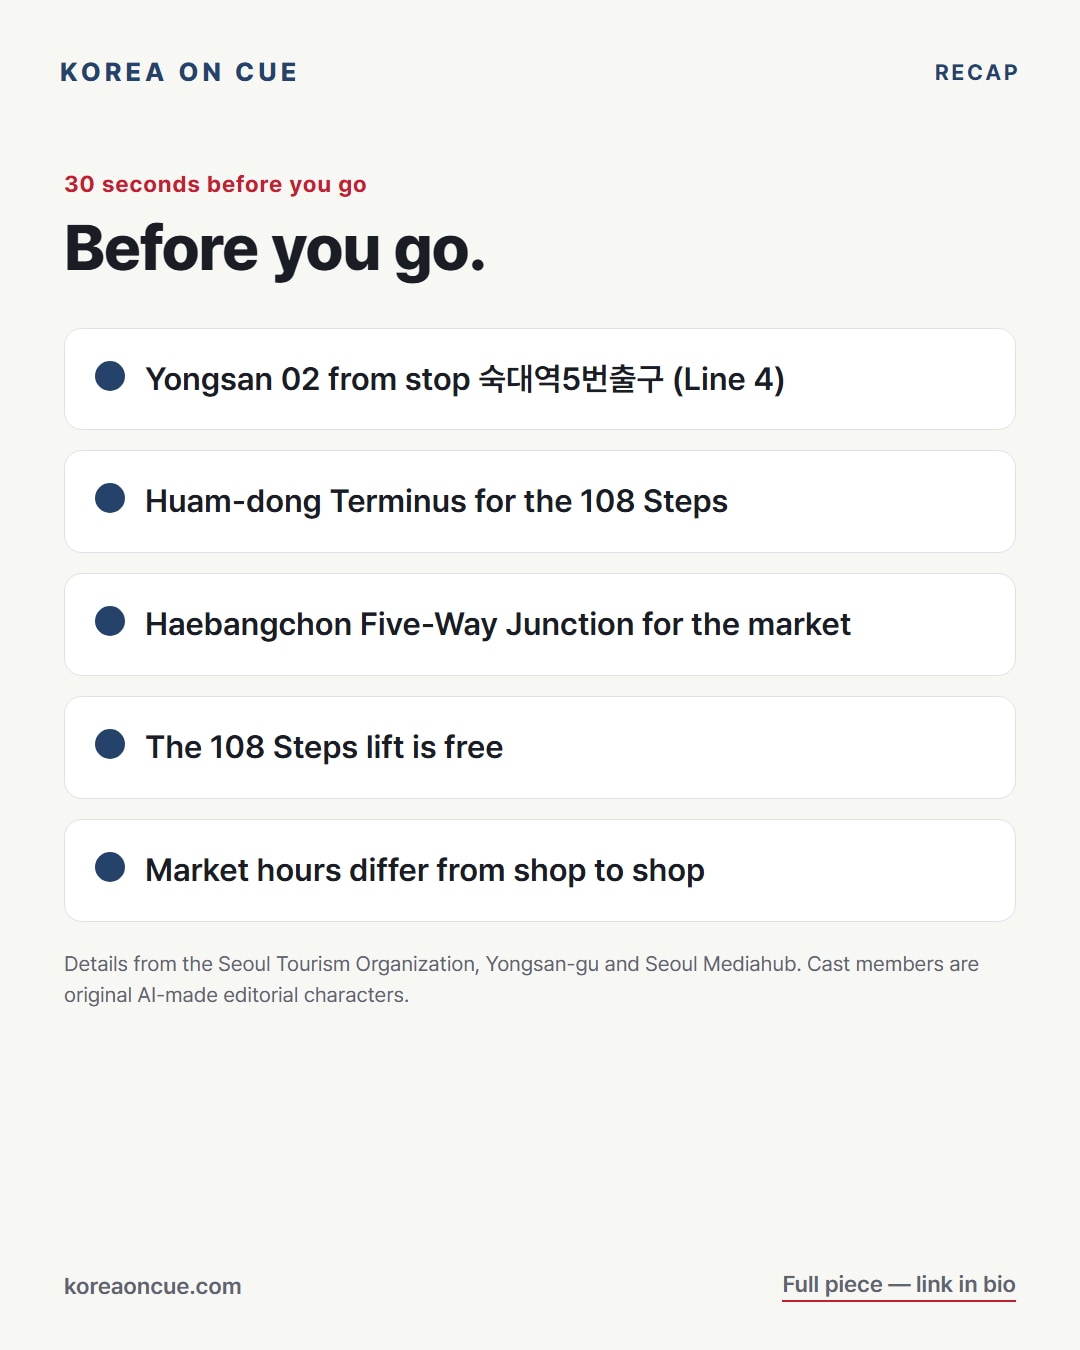 KOREA ON CUE
RECAP
30 seconds before you go
Before you go.
Yongsan 02 from stop 숙대역5번출구 (Line 4)
Huam-dong Terminus for the 108 Steps
Haebangchon Five-Way Junction for the market
The 108 Steps lift is free
Market hours differ from shop to shop
Details from the Seoul Tourism Organization, Yongsan-gu and Seoul Mediahub. Cast members are
original AI-made editorial characters.
koreaoncue.com
Full piece — link in bio